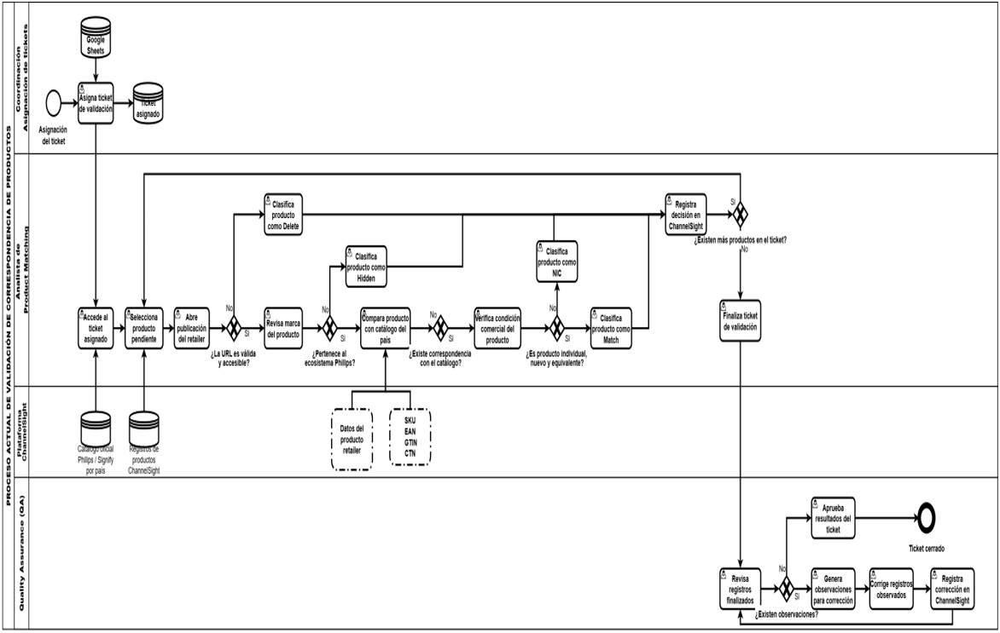 PROCESO ACTUAL DE VALIDACIÓN DE CORRESPONDENCIA DE PRODUCTOS
Coordinación
Asignación de tickets
Google
Sheets
Asigna ticket
de validación
Ticket
asignado
Asignación
del ticket
Analista de
Product Matching
Clasifica
producto
como Delete
Registra
decisión en
ChannelSight
Si
¿Existen más productos en el ticket?
No
Clasifica
producto como
Hidden
Clasifica
producto como
NIC
Accede al
ticket
asignado
Selecciona
producto
pendiente
Abre
publicación
del retailer
No
Si
¿La URL es válida
y accesible?
Revisa marca
del producto
No
Si
¿Pertenece al
ecosistema Philips?
Compara producto
con catálogo del
país
No
Si
¿Existe correspondencia
con el catálogo?
Verifica condición
comercial del
producto
No
Si
¿Es producto individual,
nuevo y equivalente?
Clasifica
producto como
Match
Finaliza ticket
de validación
Plataforma
ChannelSight
Catálogo oficial
Philips / Signify
por país
Registros de
productos
ChannelSight
Datos del
producto
retailer
SKU
EAN
GTIN
CTN
Quality Assurance (QA)
Aprueba
resultados del
ticket
Ticket cerrado
Revisa
registros
finalizados
No
Si
¿Existen observaciones?
Genera
observaciones
para corrección
Corrige registros
observados
Registra
corrección en
ChannelSight